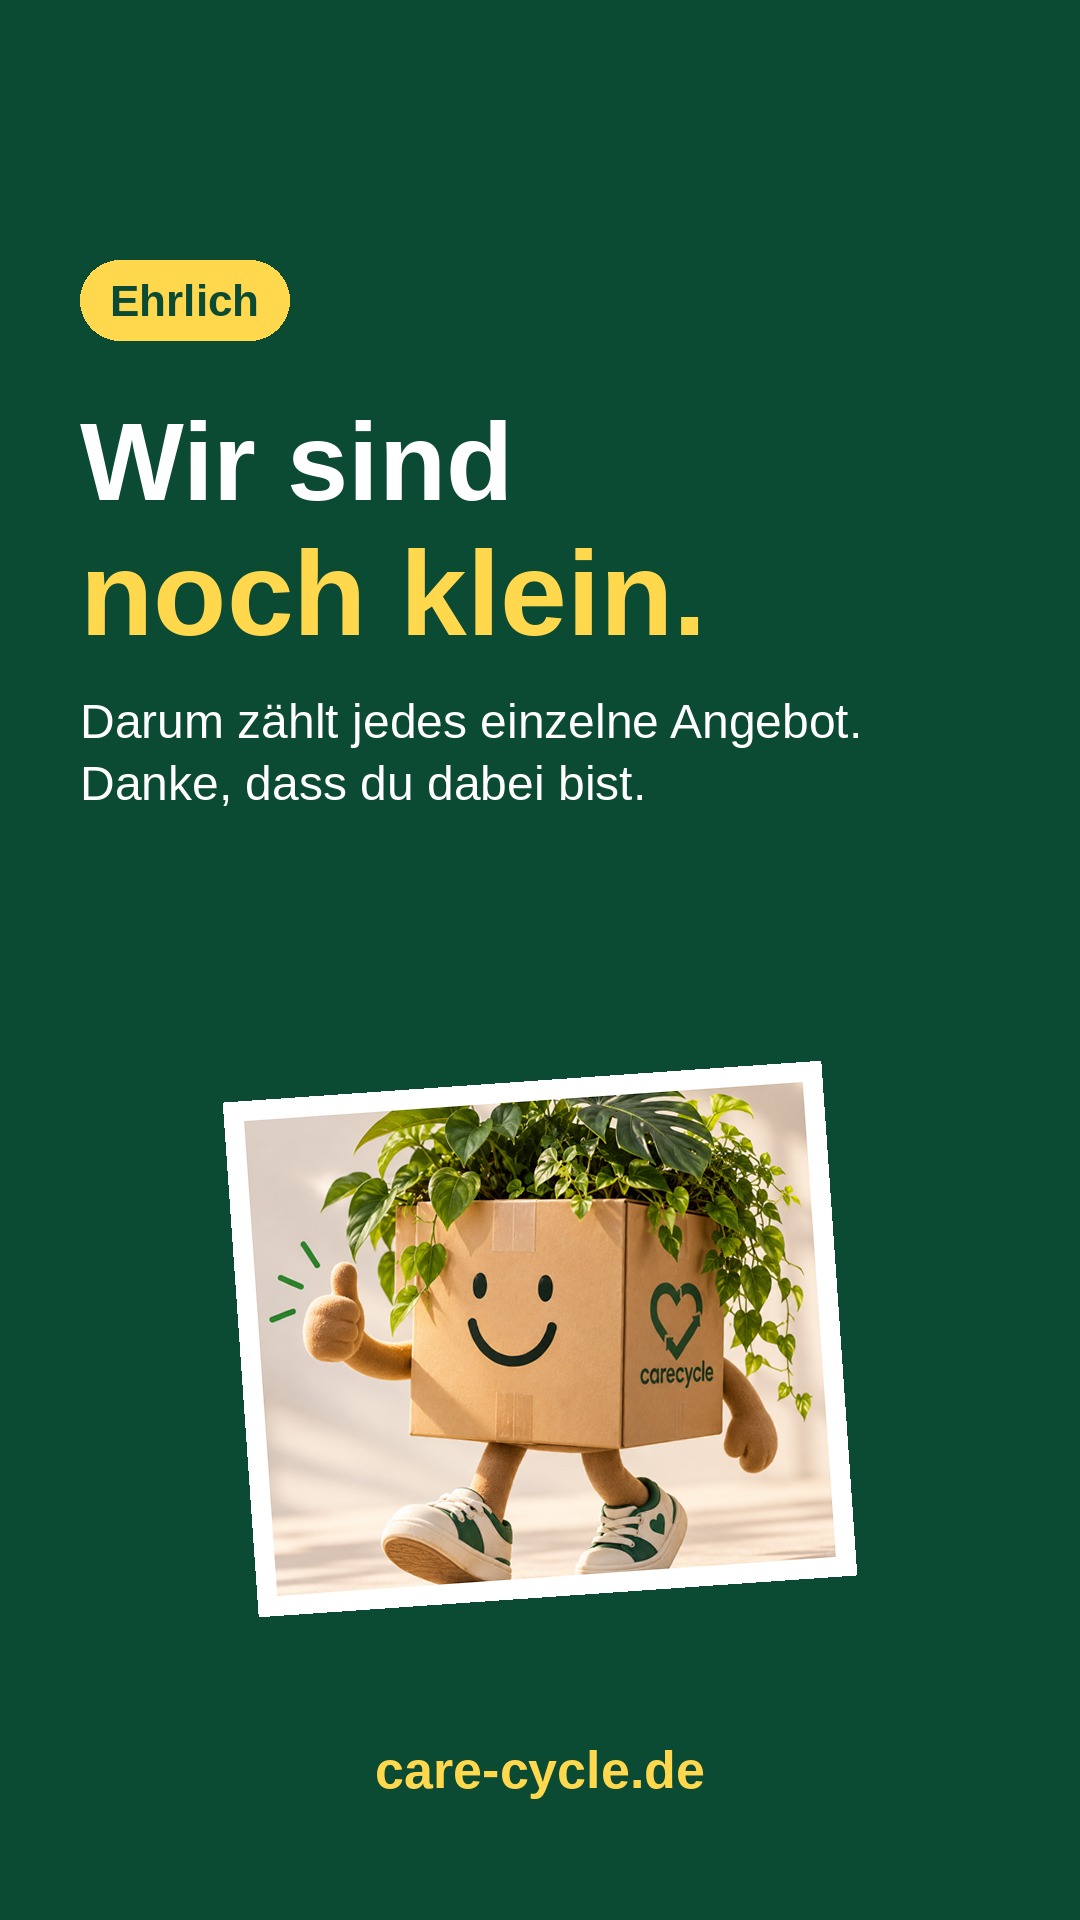 Ehrlich
Wir sind
noch klein.
Darum zählt jedes einzelne Angebot.
Danke, dass du dabei bist.
carecycle
care-cycle.de